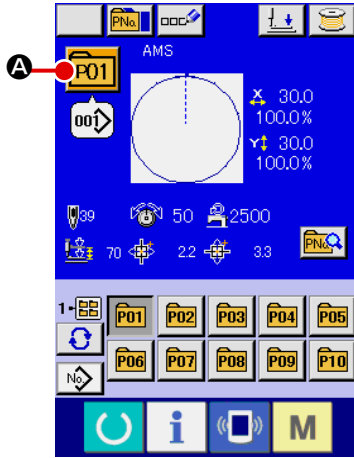 PNo.
A
P01
AMS
001
X 30.0
100.0%
Y 30.0
100.0%
39 50 2500
70 2.2 3.3
PNo.
1-
P01 P02 P03 P04 P05
No.
P06 P07 P08 P09 P10
i M